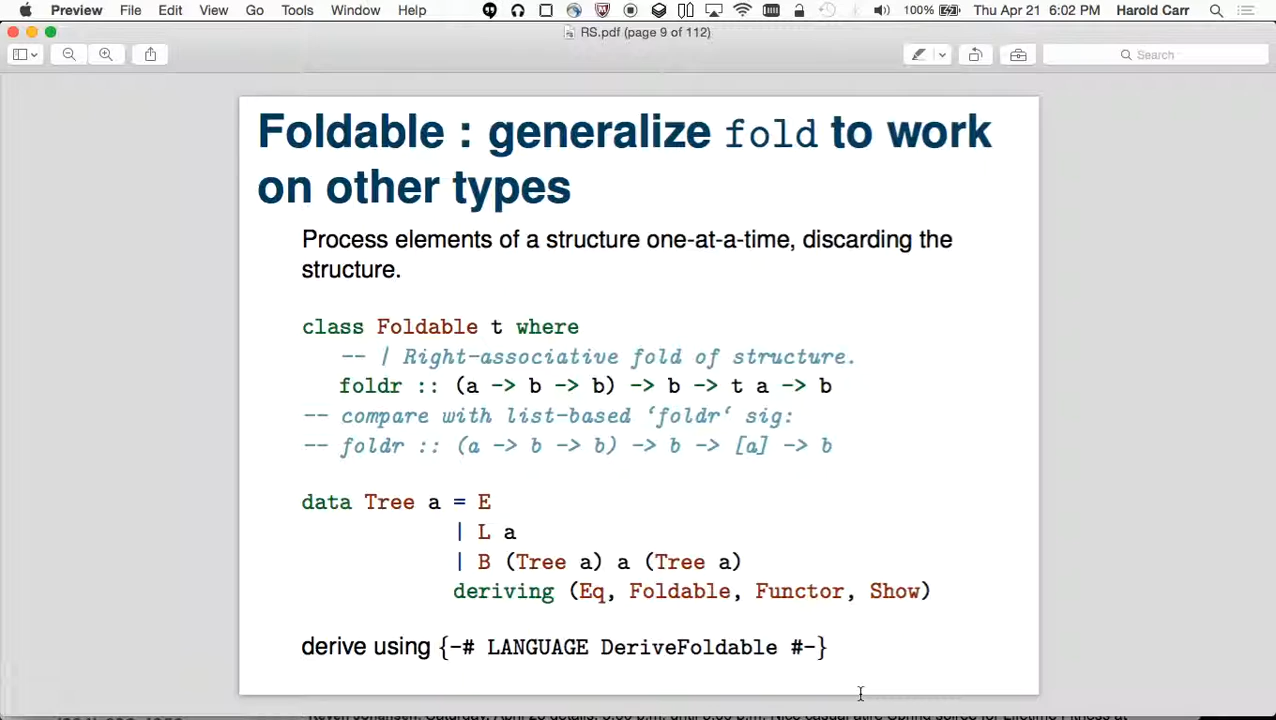 Preview File Edit View Go Tools Window Help 100% Thu Apr 21 6:02 PM Harold Carr
RS.pdf (page 9 of 112)
Search
Foldable : generalize fold to work
on other types
Process elements of a structure one-at-a-time, discarding the
structure.
class Foldable t where
-- | Right-associative fold of structure.
foldr :: (a -> b -> b) -> b -> t a -> b
-- compare with list-based ‘foldr‘ sig:
-- foldr :: (a -> b -> b) -> b -> [a] -> b
data Tree a = E
| L a
| B (Tree a) a (Tree a)
deriving (Eq, Foldable, Functor, Show)
derive using {-# LANGUAGE DeriveFoldable #-}